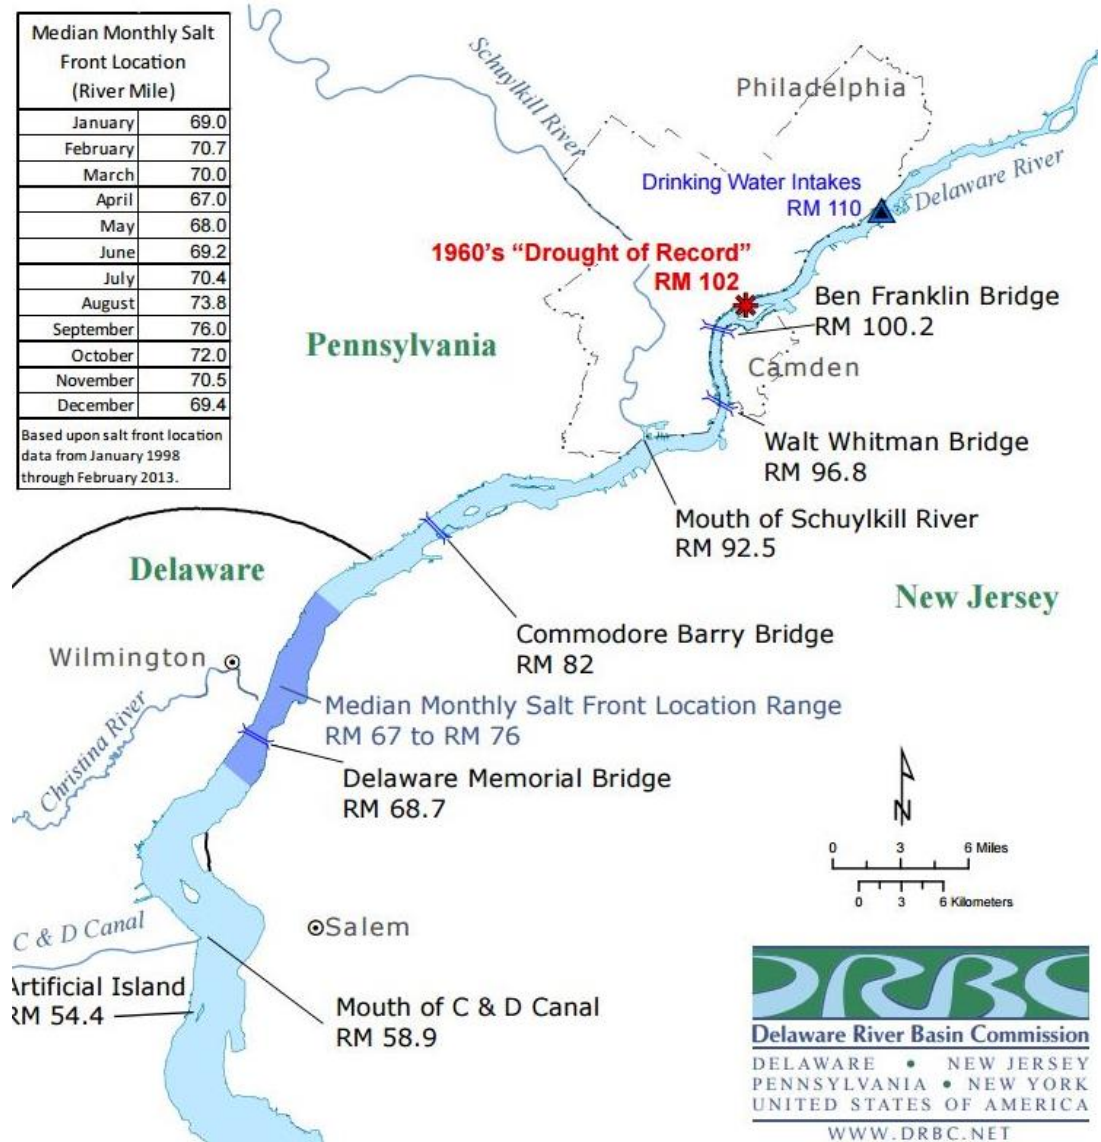 Median Monthly Salt
Front Location
(River Mile)
January 69.0
February 70.7
March 70.0
April 67.0
May 68.0
June 69.2
July 70.4
August 73.8
September 76.0
October 72.0
November 70.5
December 69.4
Based upon salt front location
data from January 1998
through February 2013.
Schuylkill River
Philadelphia
Drinking Water Intakes
RM 110
Delaware River
1960's “Drought of Record”
RM 102
Ben Franklin Bridge
RM 100.2
Pennsylvania
Camden
Walt Whitman Bridge
RM 96.8
Mouth of Schuylkill River
RM 92.5
Delaware
New Jersey
Commodore Barry Bridge
RM 82
Wilmington
Christina River
Median Monthly Salt Front Location Range
RM 67 to RM 76
Delaware Memorial Bridge
RM 68.7
N
0 3 6 Miles
0 3 6 Kilometers
C & D Canal
Salem
Artificial Island
RM 54.4
Mouth of C & D Canal
RM 58.9
DRBC
Delaware River Basin Commission
DELAWARE • NEW JERSEY
PENNSYLVANIA • NEW YORK
UNITED STATES OF AMERICA
WWW.DRBC.NET